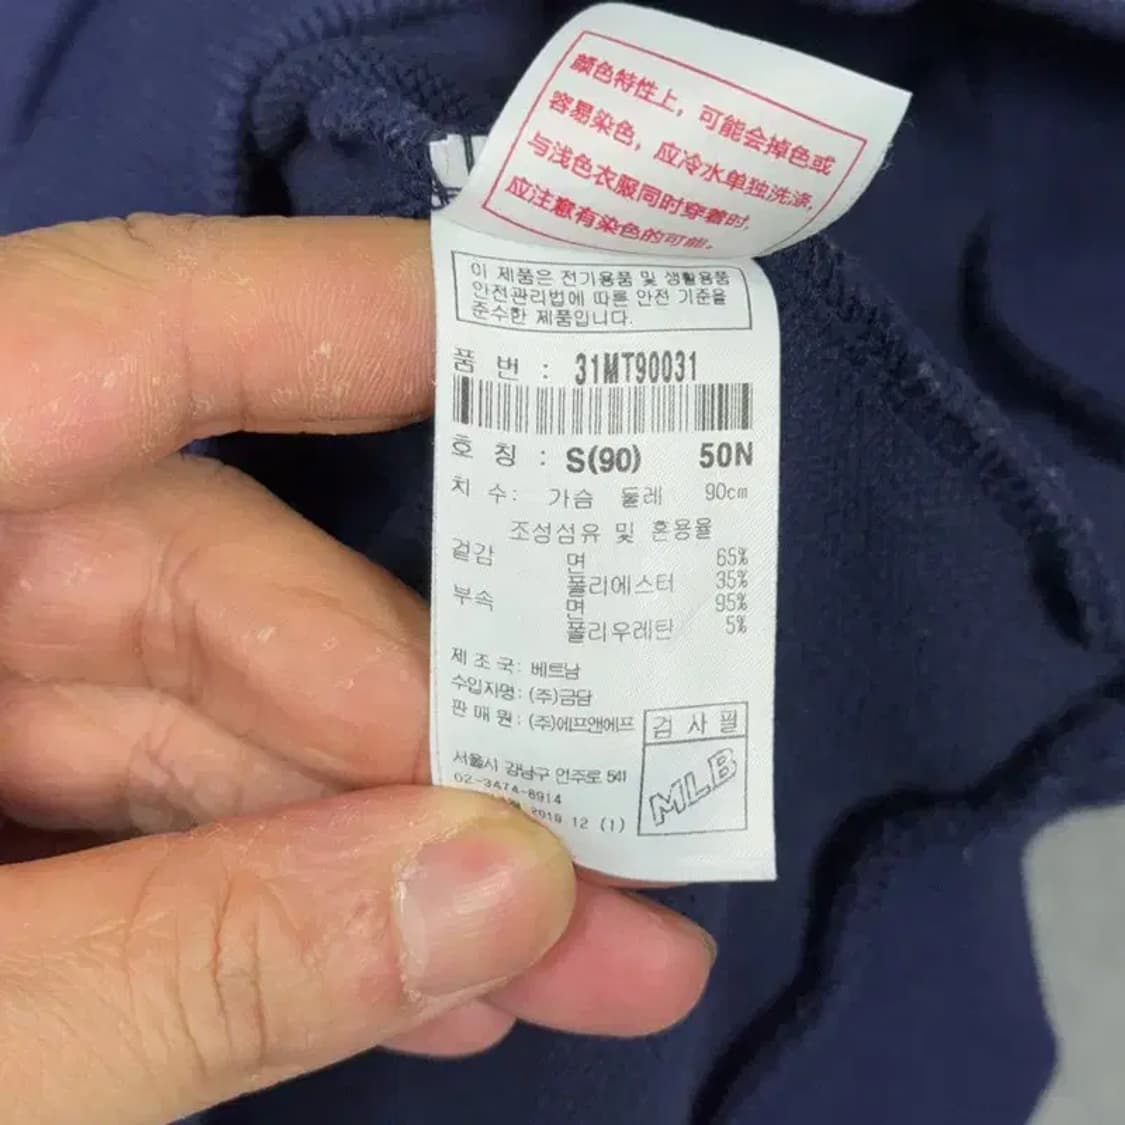 顔色特性上，可能会掉色或
容易染色，应冷水单独洗涤,
与浅色衣服同时穿着时,
应注意有染色的可能。
이 제품은 전기용품 및 생활용품
안전관리법에 따른 안전 기준을
준수한 제품입니다.
품 번 : 31MT90031
호 칭 : S(90) 50N
치 수: 가슴 둘레 90cm
조성섬유 및 혼용율
겉감 면 65%
폴리에스터 35%
부속 면 95%
폴리우레탄 5%
제 조 국: 베트남
수입자명: (주)금담
판 매 원: (주)에프앤에프
검 사 필
MLB
서울시 강남구 언주로 541
02-3474-8914
2018 12 (1)